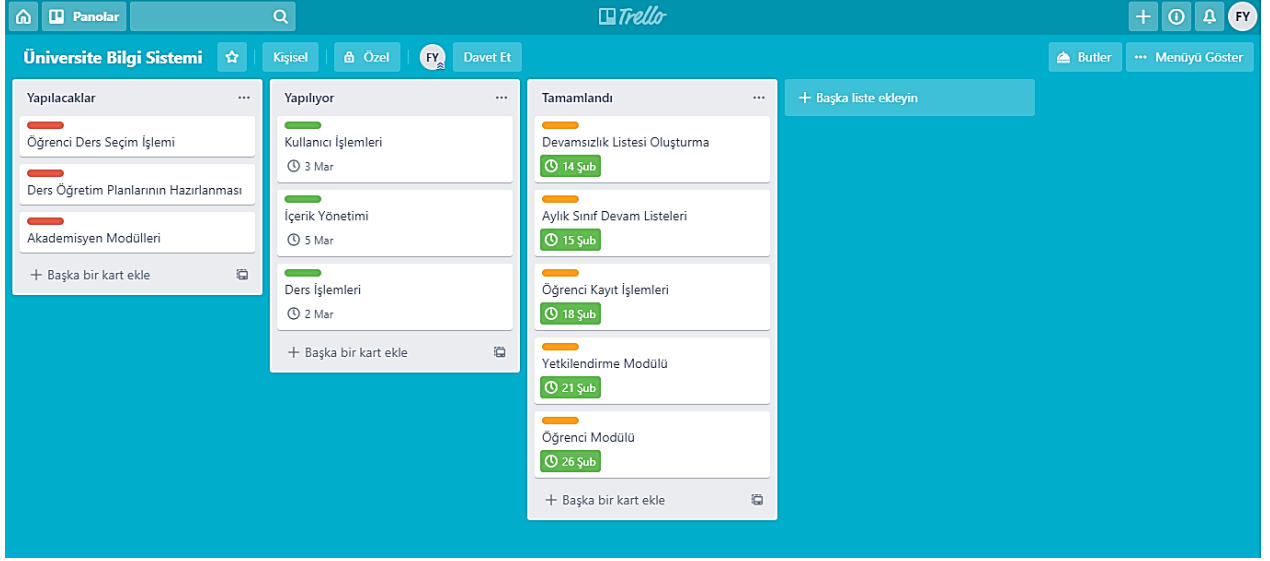 Panolar
Trello
FY
Üniversite Bilgi Sistemi
Kişisel
Özel
FY
Davet Et
Butler
Menüyü Göster
Yapılacaklar
Öğrenci Ders Seçim İşlemi
Ders Öğretim Planlarının Hazırlanması
Akademisyen Modülleri
+ Başka bir kart ekle
Yapılıyor
Kullanıcı İşlemleri
3 Mar
İçerik Yönetimi
5 Mar
Ders İşlemleri
2 Mar
+ Başka bir kart ekle
Tamamlandı
Devamsızlık Listesi Oluşturma
14 Şub
Aylık Sınıf Devam Listeleri
15 Şub
Öğrenci Kayıt İşlemleri
18 Şub
Yetkilendirme Modülü
21 Şub
Öğrenci Modülü
26 Şub
+ Başka bir kart ekle
+ Başka liste ekleyin